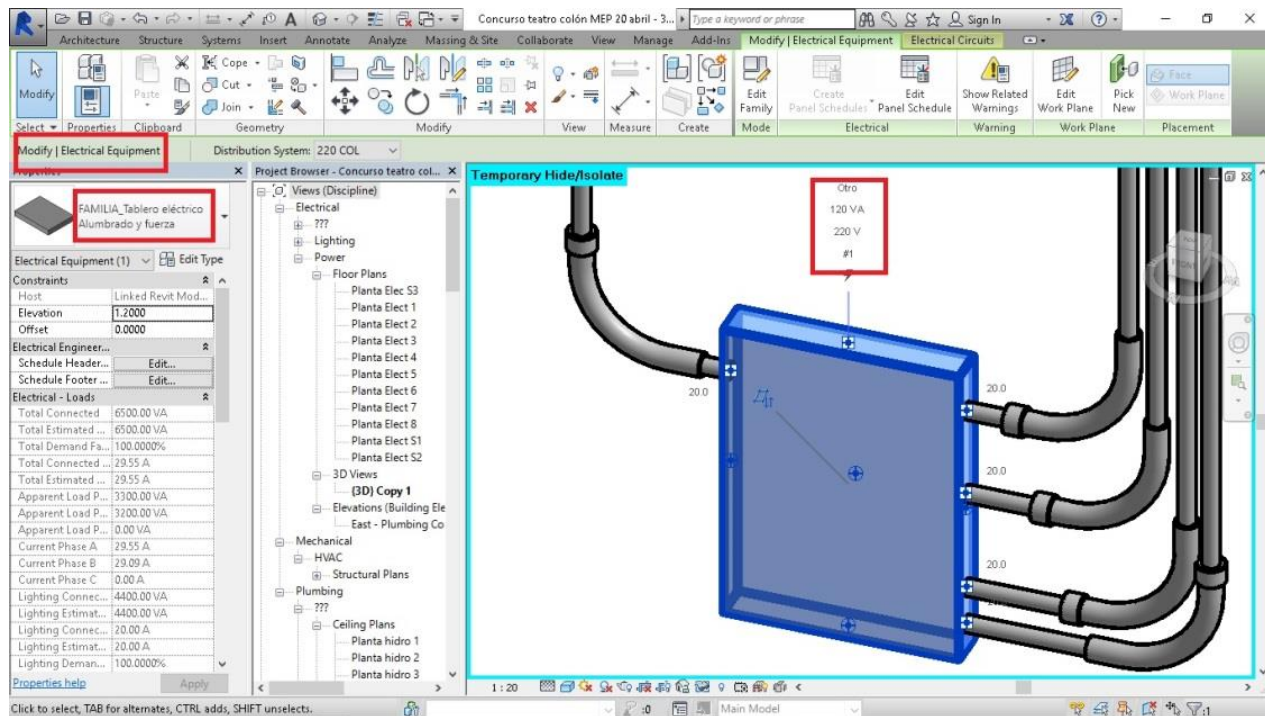 Concurso teatro colón MEP 20 abril - 3...
Type a keyword or phrase
Sign In
Architecture Structure Systems Insert Annotate Analyze Massing & Site Collaborate View Manage Add-Ins Modify | Electrical Equipment Electrical Circuits
Modify
Paste
Cope
Cut
Join
Edit Family
Create Panel Schedules
Edit Panel Schedule
Show Related Warnings
Edit Work Plane
Pick New
Face
Work Plane
Select Properties Clipboard Geometry Modify View Measure Create Mode Electrical Warning Work Plane Placement
Modify | Electrical Equipment
Distribution System: 220 COL
Properties
FAMILIA_Tablero eléctrico
Alumbrado y fuerza
Electrical Equipment (1) Edit Type
Constraints
Host Linked Revit Mod...
Elevation 1.2000
Offset 0.0000
Electrical Engineer...
Schedule Header... Edit...
Schedule Footer ... Edit...
Electrical - Loads
Total Connected 6500.00 VA
Total Estimated ... 6500.00 VA
Total Demand Fa... 100.0000%
Total Connected ... 29.55 A
Total Estimated ... 29.55 A
Apparent Load P... 3300.00 VA
Apparent Load P... 3200.00 VA
Apparent Load P... 0.00 VA
Current Phase A 29.55 A
Current Phase B 29.09 A
Current Phase C 0.00 A
Lighting Connec... 4400.00 VA
Lighting Estimat... 4400.00 VA
Lighting Connec... 20.00 A
Lighting Estimat... 20.00 A
Lighting Deman... 100.0000%
Properties help
Apply
Project Browser - Concurso teatro col...
Views (Discipline)
Electrical
???
Lighting
Power
Floor Plans
Planta Elec S3
Planta Elect 1
Planta Elect 2
Planta Elect 3
Planta Elect 4
Planta Elect 5
Planta Elect 6
Planta Elect 7
Planta Elect 8
Planta Elect S1
Planta Elect S2
3D Views
(3D) Copy 1
Elevations (Building Ele
East - Plumbing Co
Mechanical
HVAC
Structural Plans
Plumbing
???
Ceiling Plans
Planta hidro 1
Planta hidro 2
Planta hidro 3
Temporary Hide/Isolate
Otro
120 VA
220 V
#1
20.0
20.0
20.0
20.0
FRONT
1 : 20
Click to select, TAB for alternates, CTRL adds, SHIFT unselects.
:0
Main Model
:1